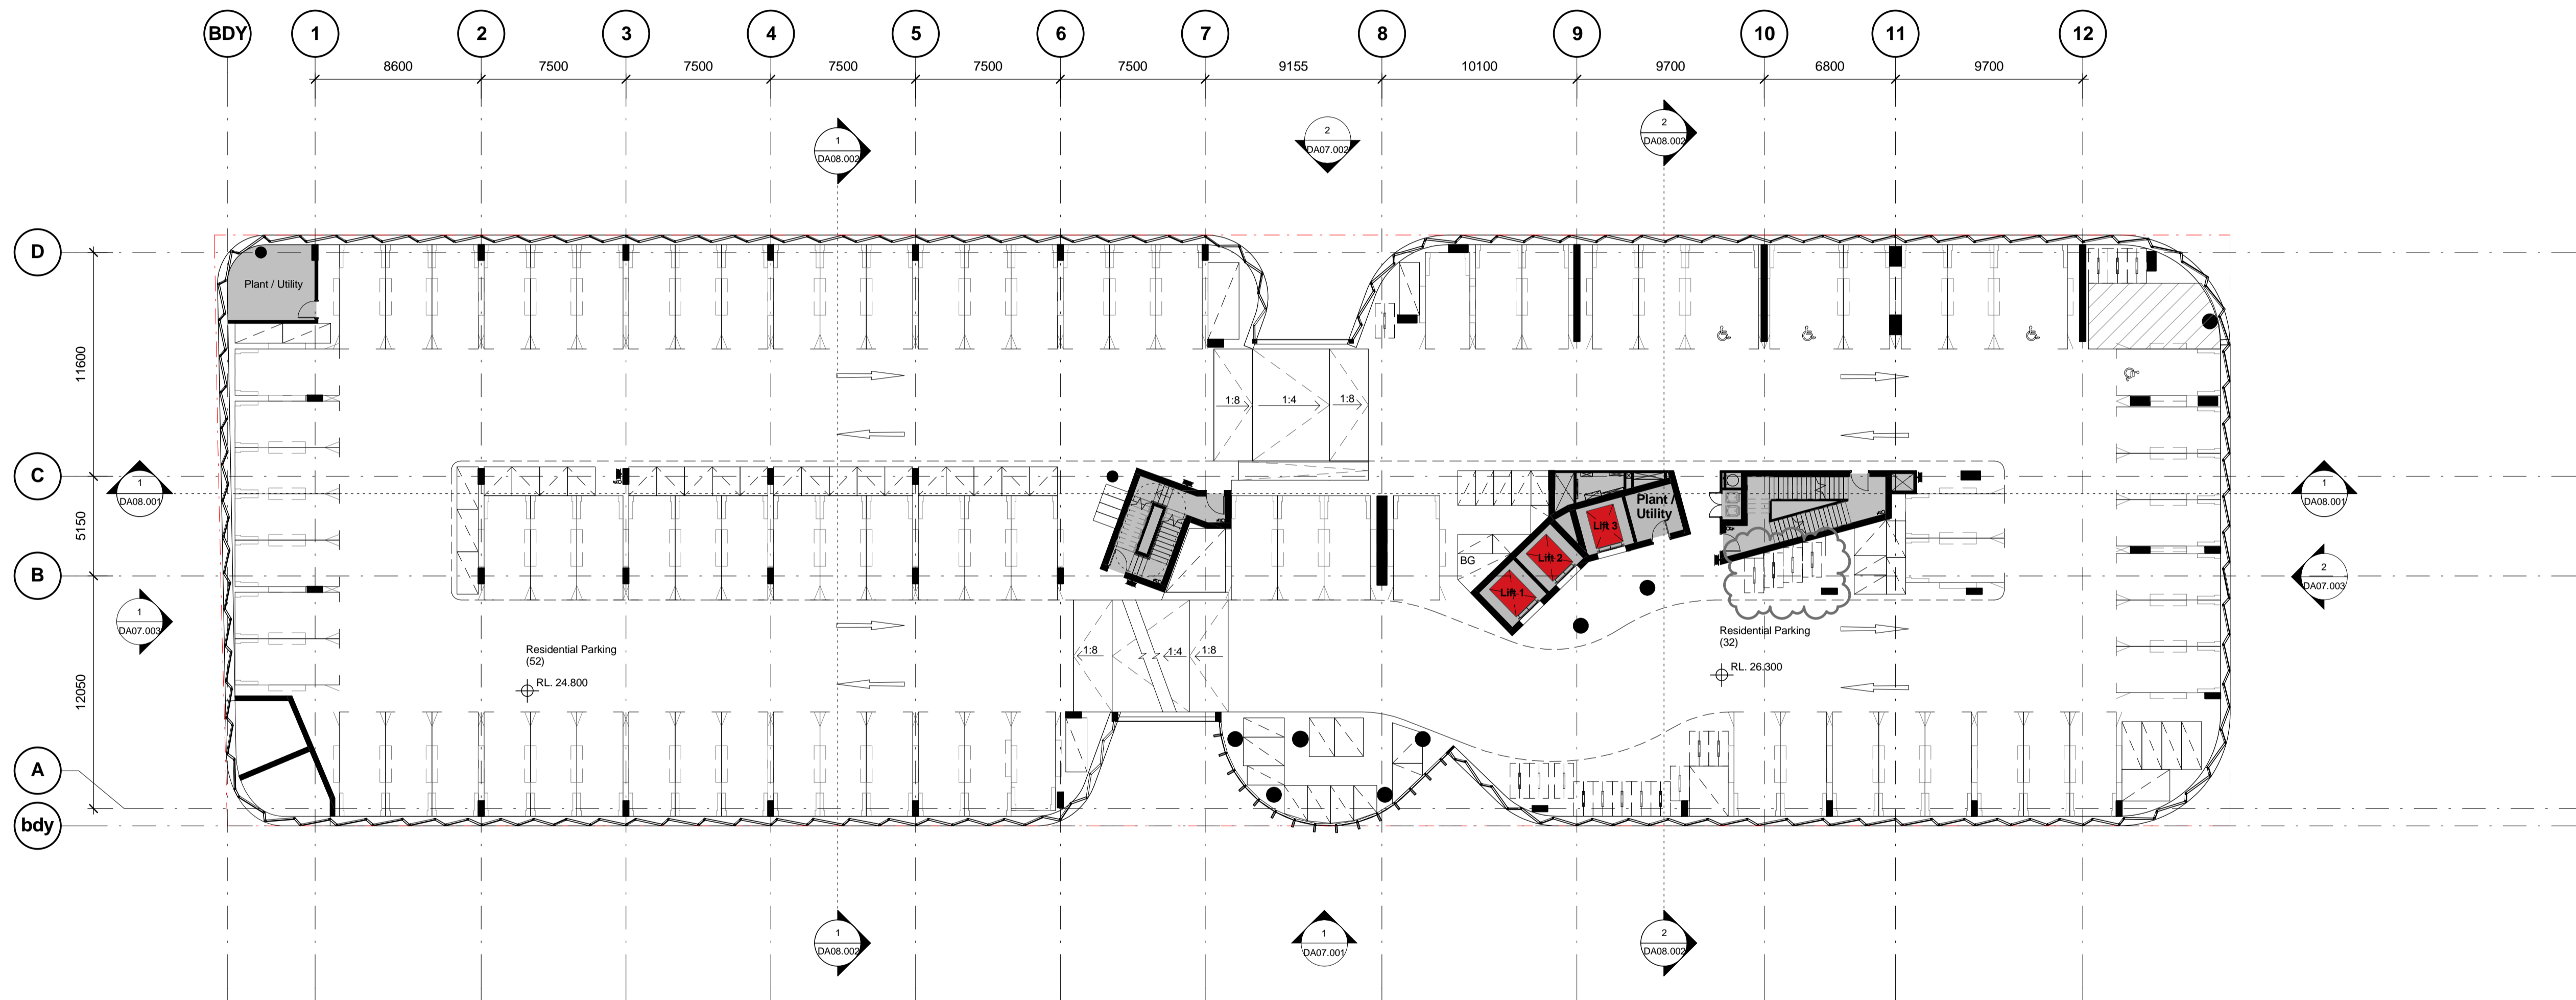 BDY 1 2 3 4 5 6 7 8 9 10 11 12
8600 7500 7500 7500 7500 7500 9155 10100 9700 6800 9700
1
DA08.002
2
DA07.002
2
DA08.002
D
Plant / Utility
11600
1:8 1:4 1:8
C
1
DA08.001
1
DA08.001
Plant /
Utility
Lift 3
5150
Lift 2
BG
B
2
DA07.003
Lift 1
1
DA07.003
Residential Parking
(32)
Residential Parking
(52)
1:8 1:4 1:8
RL. 26.300
RL. 24.800
12050
A
bdy
1
DA08.002
1
DA07.001
2
DA08.002